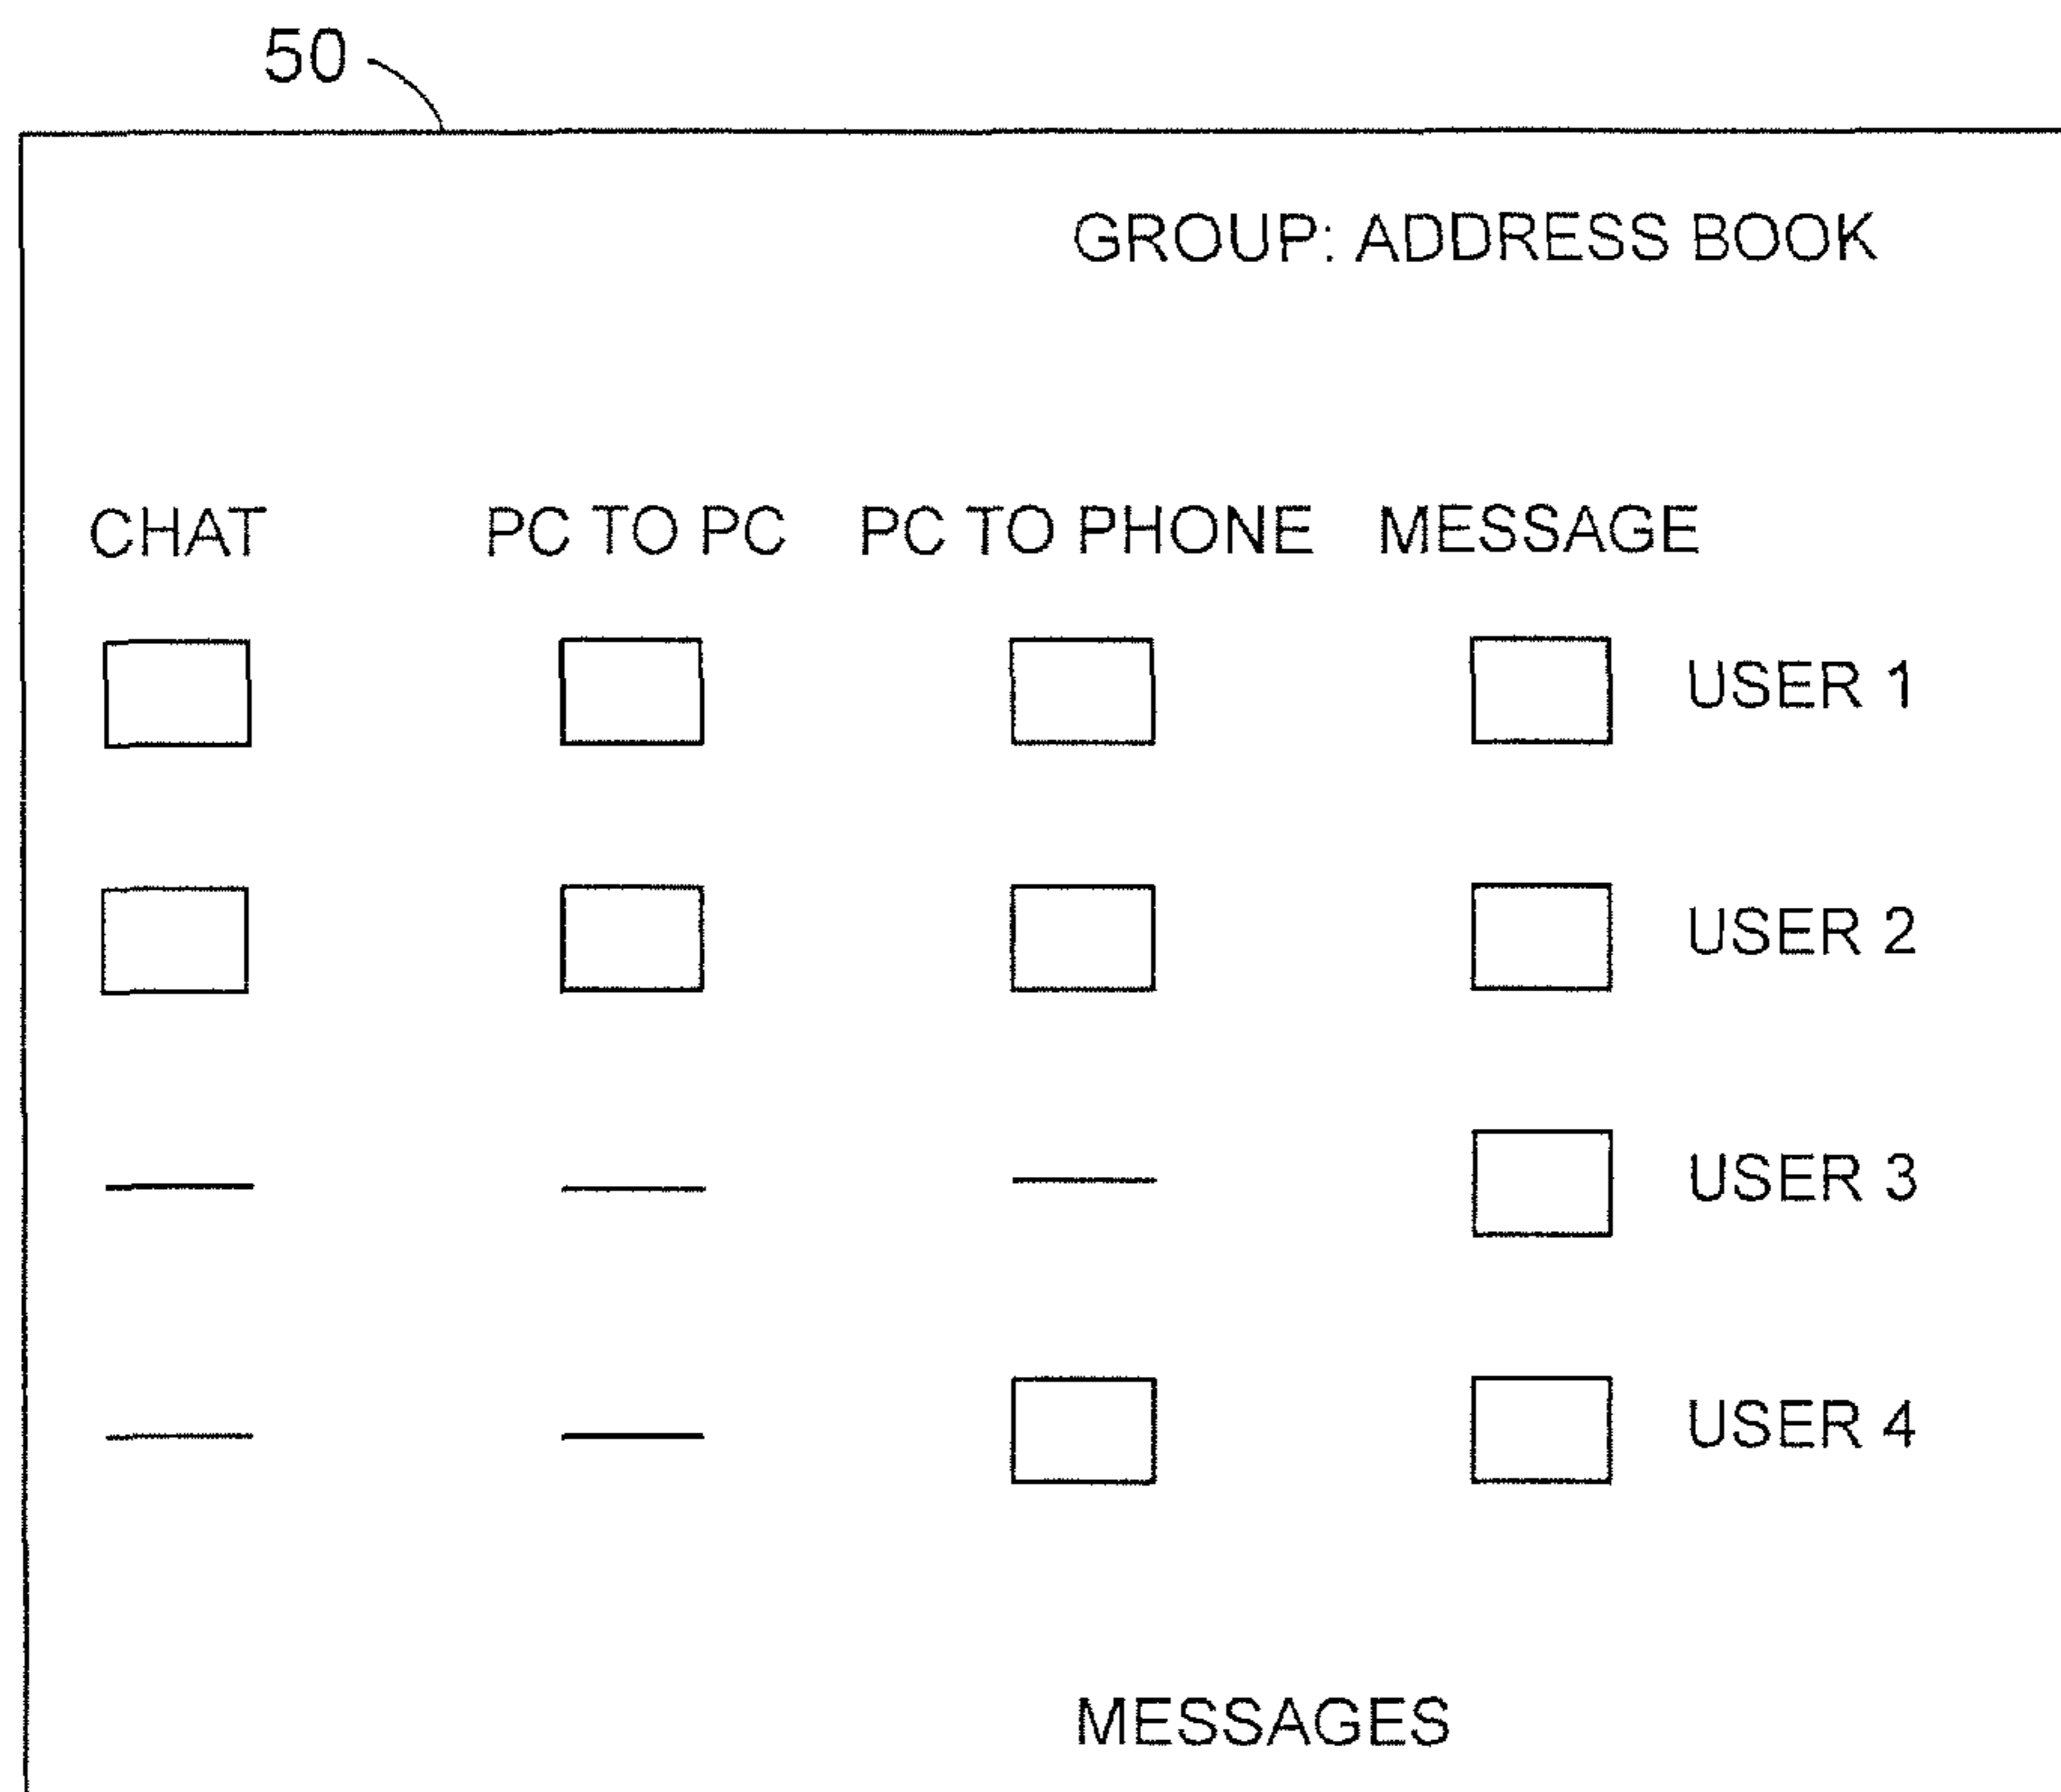 50
GROUP: ADDRESS BOOK
CHAT PC TO PC PC TO PHONE MESSAGE
USER 1
USER 2
USER 3
USER 4
MESSAGES